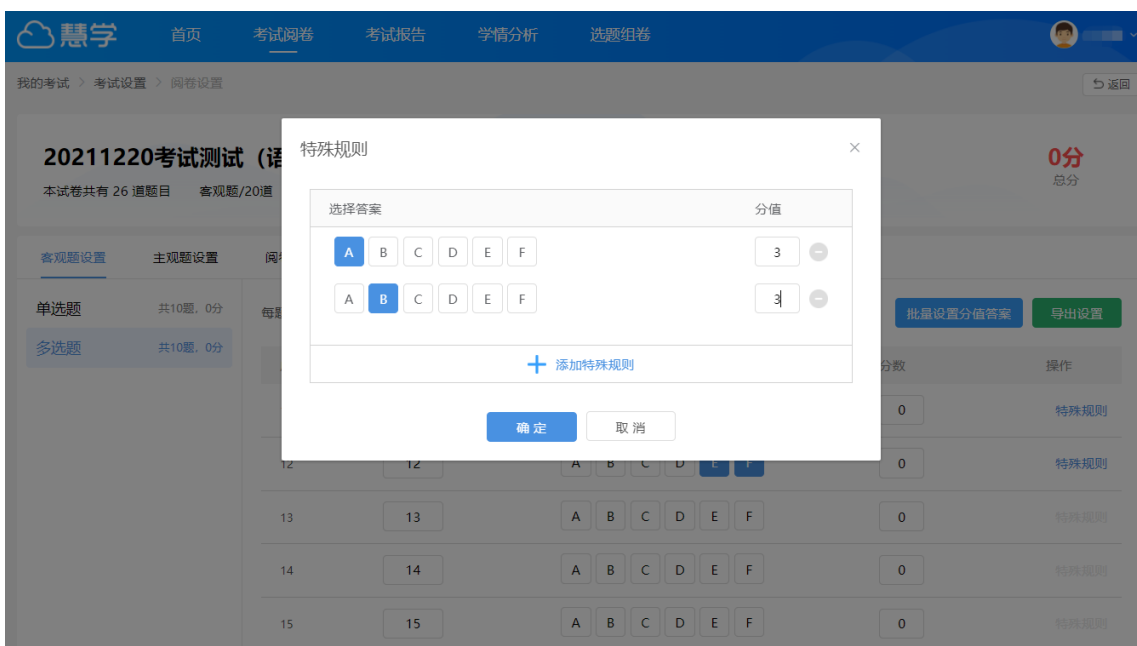 慧学 首页 考试阅卷 考试报告 学情分析 选题组卷
我的考试 > 考试设置 > 阅卷设置 返回
特殊规则 ×
20211220考试测试（语 0分
本试卷共有 26 道题目 客观题/20道 总分
选择答案 分值
A B C D E F 3
客观题设置 主观题设置 阅
A B C D E F 3
单选题 共10题，0分 每题 批量设置分值答案 导出设置
多选题 共10题，0分
添加特殊规则 分数 操作
0 特殊规则
确定 取消
12 12 A B C D E F 0 特殊规则
13 13 A B C D E F 0 特殊规则
14 14 A B C D E F 0 特殊规则
15 15 A B C D E F 0 特殊规则